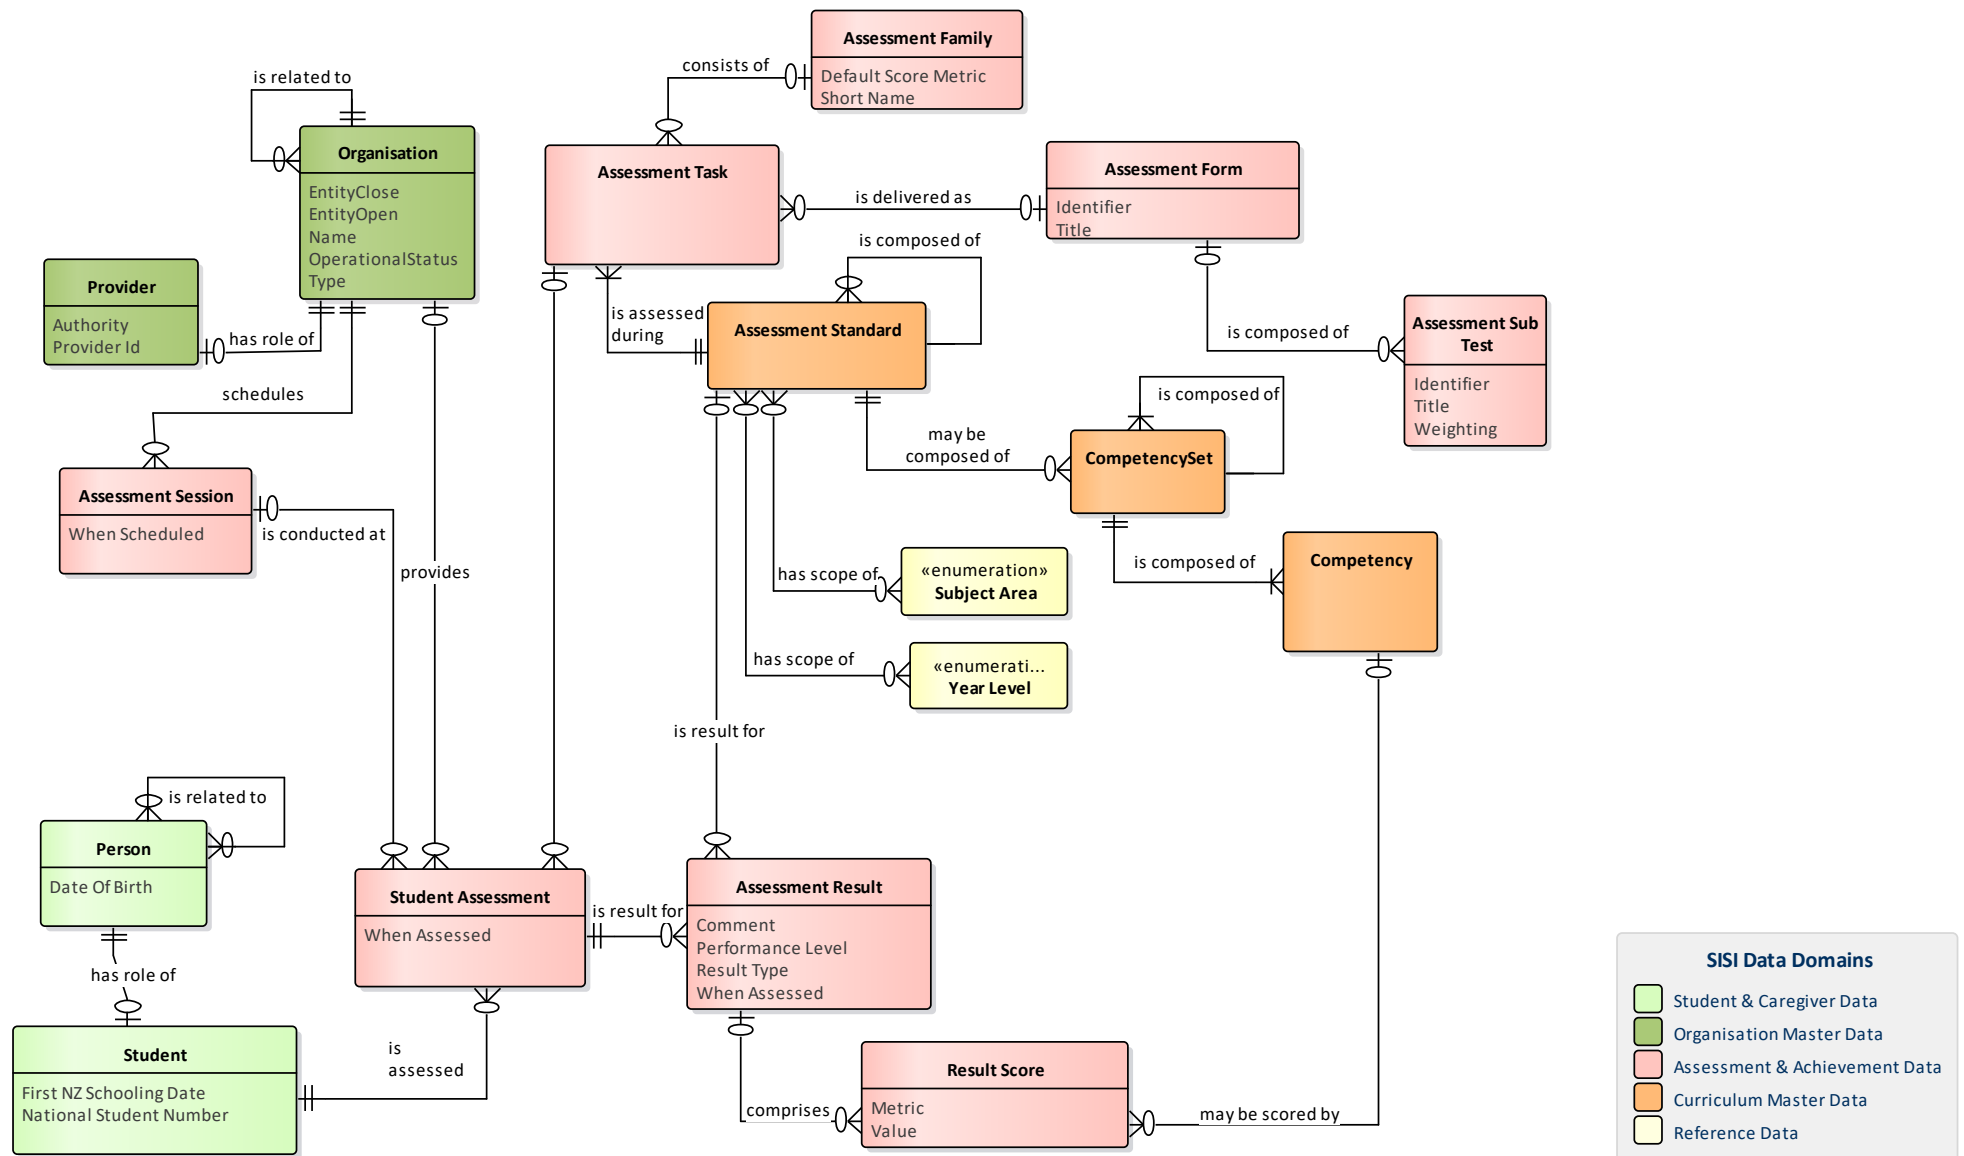 Assessment Family
Default Score Metric
Short Name
consists of
is related to
Organisation
EntityClose
EntityOpen
Name
OperationalStatus
Type
Assessment Task
is delivered as
Assessment Form
Identifier
Title
is composed of
Provider
Authority
Provider Id
has role of
schedules
is assessed
during
Assessment Standard
is composed of
Assessment Sub
Test
Identifier
Title
Weighting
is composed of
may be
composed of
CompetencySet
Assessment Session
When Scheduled
is conducted at
provides
has scope of
«enumeration»
Subject Area
is composed of
Competency
has scope of
«enumerati...
Year Level
is result for
is related to
Person
Date Of Birth
Student Assessment
When Assessed
is result for
Assessment Result
Comment
Performance Level
Result Type
When Assessed
has role of
Student
First NZ Schooling Date
National Student Number
is
assessed
comprises
Result Score
Metric
Value
may be scored by
SISI Data Domains
Student & Caregiver Data
Organisation Master Data
Assessment & Achievement Data
Curriculum Master Data
Reference Data